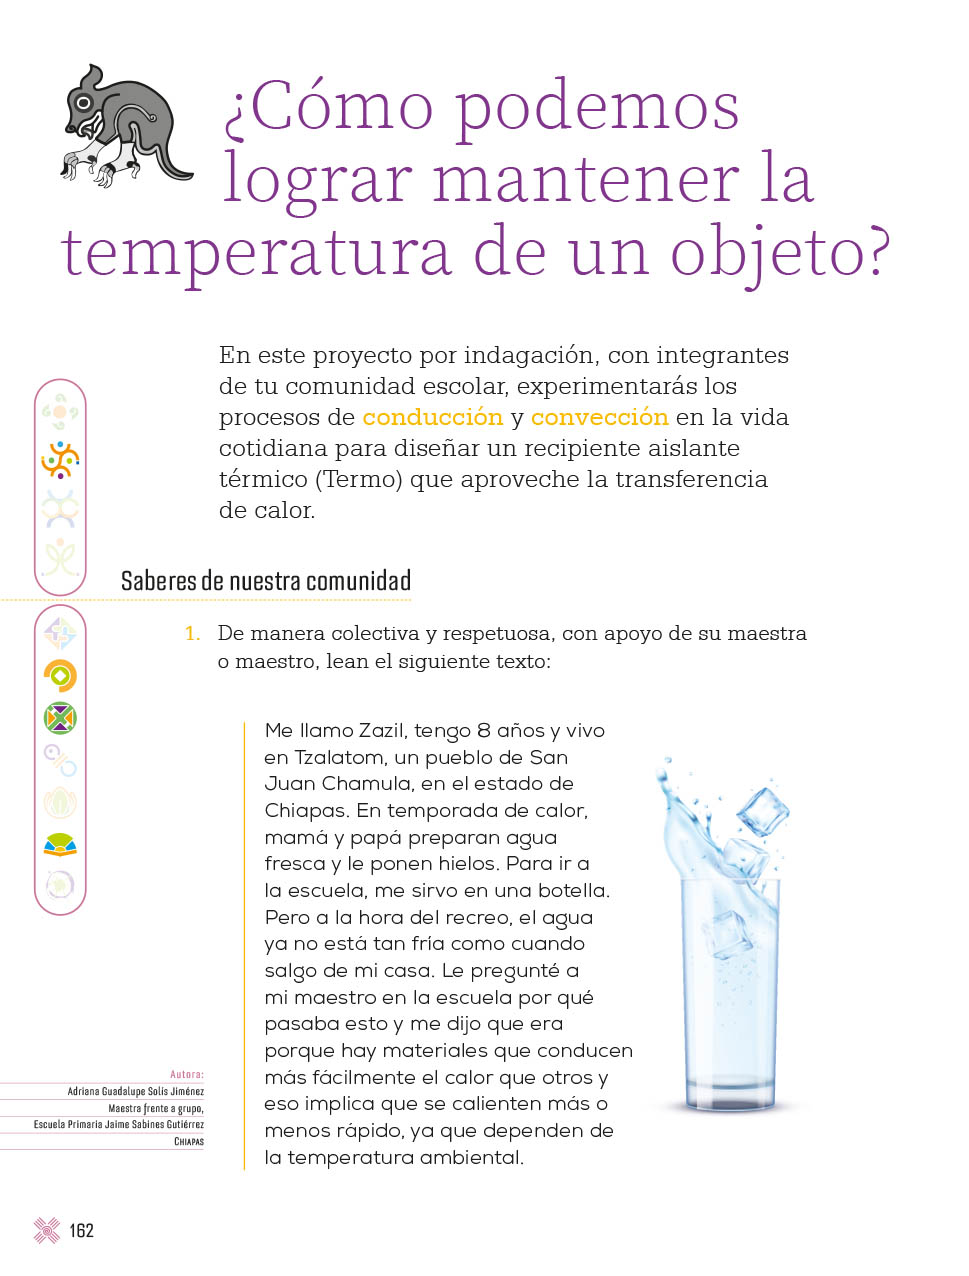 ¿Cómo podemos
lograr mantener la
temperatura de un objeto?
En este proyecto por indagación, con integrantes
de tu comunidad escolar, experimentarás los
procesos de conducción y convección en la vida
cotidiana para diseñar un recipiente aislante
térmico (Termo) que aproveche la transferencia
de calor.
Saberes de nuestra comunidad
1. De manera colectiva y respetuosa, con apoyo de su maestra
o maestro, lean el siguiente texto:
Me llamo Zazil, tengo 8 años y vivo
en Tzalatom, un pueblo de San
Juan Chamula, en el estado de
Chiapas. En temporada de calor,
mamá y papá preparan agua
fresca y le ponen hielos. Para ir a
la escuela, me sirvo en una botella.
Pero a la hora del recreo, el agua
ya no está tan fría como cuando
salgo de mi casa. Le pregunté a
mi maestro en la escuela por qué
pasaba esto y me dijo que era
porque hay materiales que conducen
más fácilmente el calor que otros y
eso implica que se calienten más o
menos rápido, ya que dependen de
la temperatura ambiental.
Autora:
Adriana Guadalupe Solís Jiménez
Maestra frente a grupo,
Escuela Primaria Jaime Sabines Gutiérrez
Chiapas
162